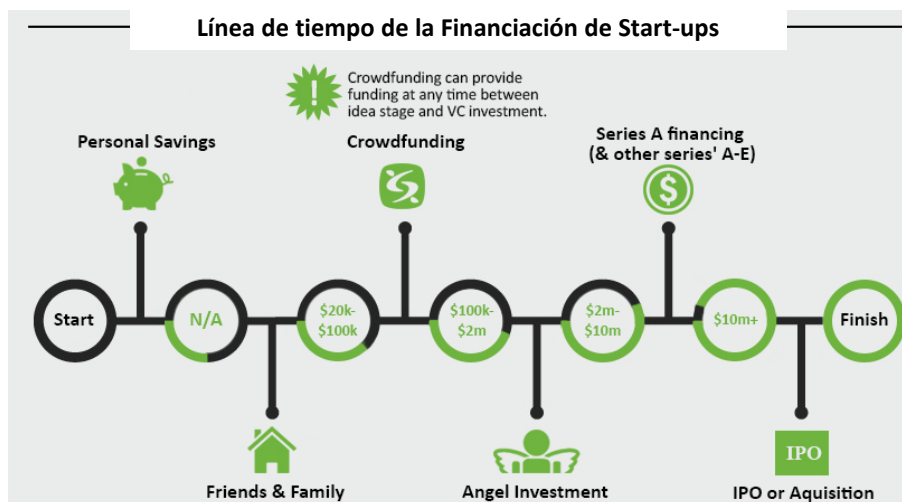 Línea de tiempo de la Financiación de Start-ups
Crowdfunding can provide
funding at any time between
idea stage and VC investment.
Personal Savings
Crowdfunding
Series A financing
(& other series' A-E)
Start
N/A
$20k-
$100k
$100k-
$2m
$2m-
$10m
$10m+
Finish
Friends & Family
Angel Investment
IPO
IPO or Aquisition